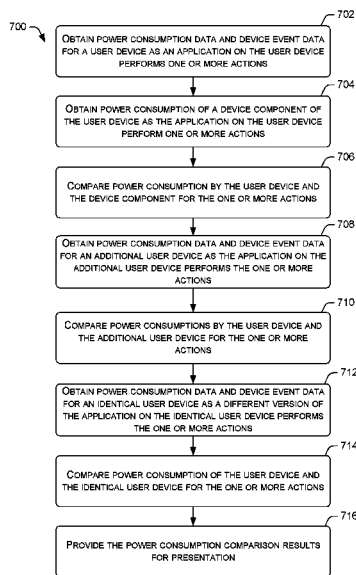 700
702
OBTAIN POWER CONSUMPTION DATA AND DEVICE EVENT DATA
FOR A USER DEVICE AS AN APPLICATION ON THE USER DEVICE
PERFORMS ONE OR MORE ACTIONS
704
OBTAIN POWER CONSUMPTION OF A DEVICE COMPONENT OF
THE USER DEVICE AS THE APPLICATION ON THE USER DEVICE
PERFORM ONE OR MORE ACTIONS
706
COMPARE POWER CONSUMPTION BY THE USER DEVICE AND
THE DEVICE COMPONENT FOR THE ONE OR MORE ACTIONS
708
OBTAIN POWER CONSUMPTION DATA AND DEVICE EVENT DATA
FOR AN ADDITIONAL USER DEVICE AS THE APPLICATION ON THE
ADDITIONAL USER DEVICE PERFORMS THE ONE OR MORE
ACTIONS
710
COMPARE POWER CONSUMPTIONS BY THE USER DEVICE AND
THE ADDITIONAL USER DEVICE FOR THE ONE OR MORE
ACTIONS
712
OBTAIN POWER CONSUMPTION DATA AND DEVICE EVENT DATA
FOR AN IDENTICAL USER DEVICE AS A DIFFERENT VERSION OF
THE APPLICATION ON THE IDENTICAL USER DEVICE PERFORMS
THE ONE OR MORE ACTIONS
714
COMPARE POWER CONSUMPTION OF THE USER DEVICE AND
THE IDENTICAL USER DEVICE FOR THE ONE OR MORE ACTIONS
716
PROVIDE THE POWER CONSUMPTION COMPARISON RESULTS
FOR PRESENTATION